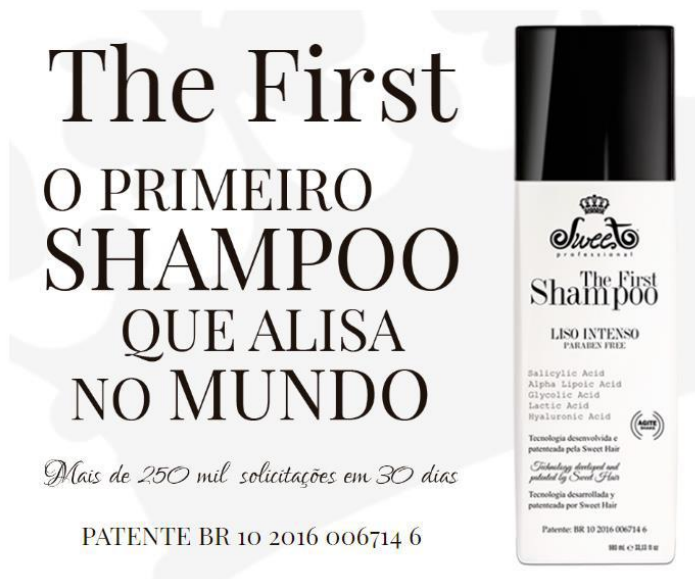 The First
O PRIMEIRO
SHAMPOO
QUE ALISA
NO MUNDO
Mais de 250 mil solicitações em 30 dias
PATENTE BR 10 2016 006714 6
Sweet
professional
The First
Shampoo
LISO INTENSO
PARABEN FREE
Salicylic Acid
Alpha Lipoic Acid
Glycolic Acid
Lactic Acid
Hyaluronic Acid
AGITE
Tecnologia desenvolvida e
patenteada pela Sweet Hair
Technology developed and
patented by Sweet Hair
Tecnología desarrollada y
patenteada por Sweet Hair
Patente: BR 10 2016 006714 6
980 mL